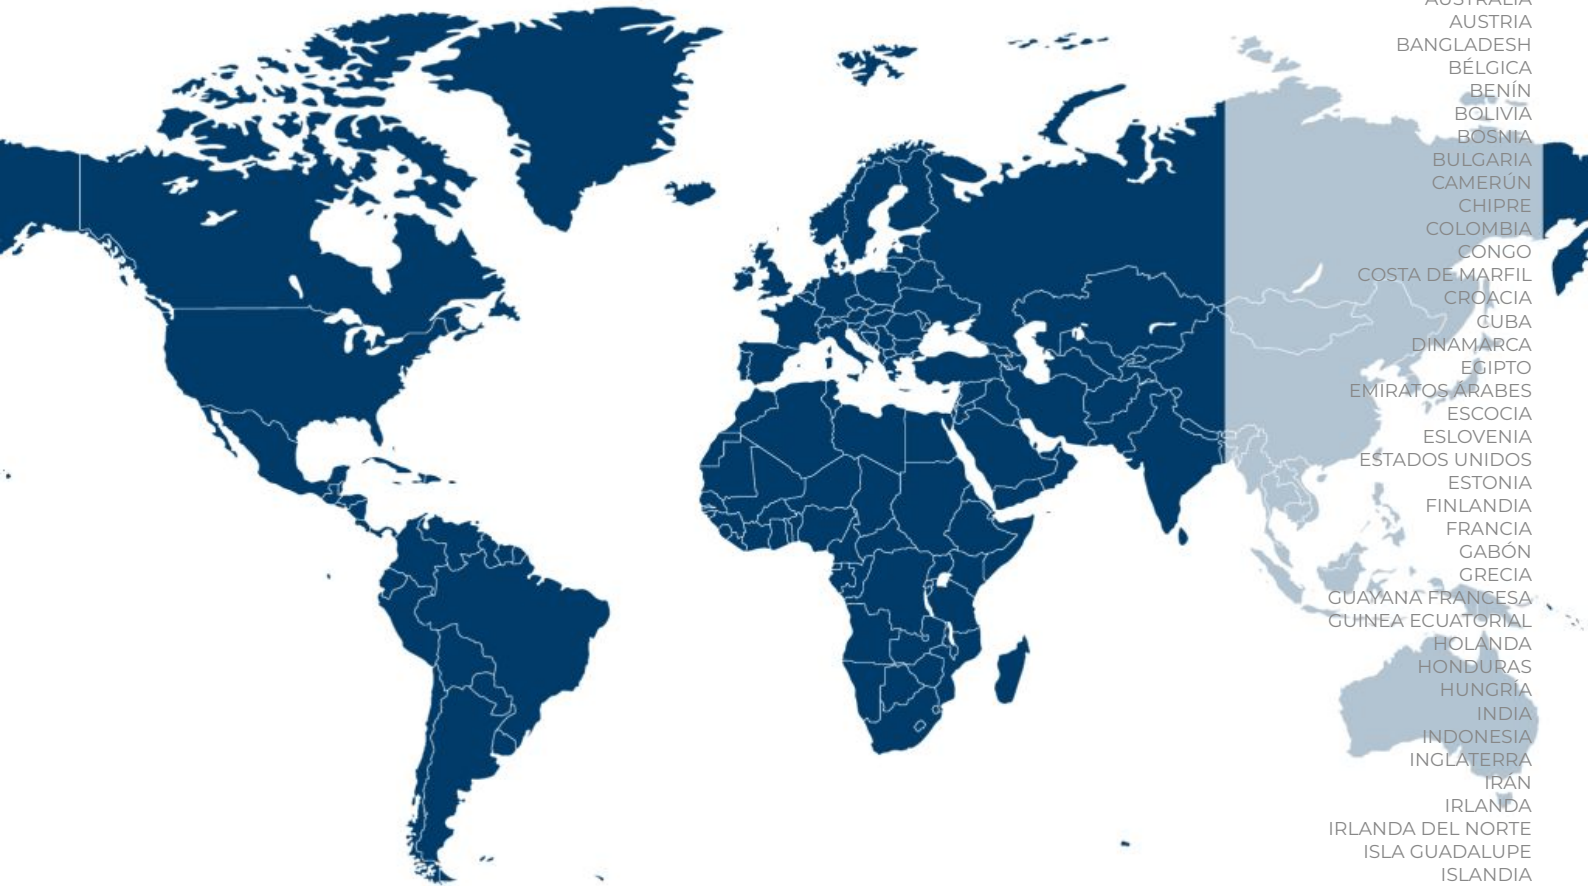 AUSTRALIA
AUSTRIA
BANGLADESH
BÉLGICA
BENÍN
BOLIVIA
BOSNIA
BULGARIA
CAMERÚN
CHIPRE
COLOMBIA
CONGO
COSTA DE MARFIL
CROACIA
CUBA
DINAMARCA
EGIPTO
EMIRATOS ÁRABES
ESCOCIA
ESLOVENIA
ESTADOS UNIDOS
ESTONIA
FINLANDIA
FRANCIA
GABÓN
GRECIA
GUAYANA FRANCESA
GUINEA ECUATORIAL
HOLANDA
HONDURAS
HUNGRÍA
INDIA
INDONESIA
INGLATERRA
IRÁN
IRLANDA
IRLANDA DEL NORTE
ISLA GUADALUPE
ISLANDIA